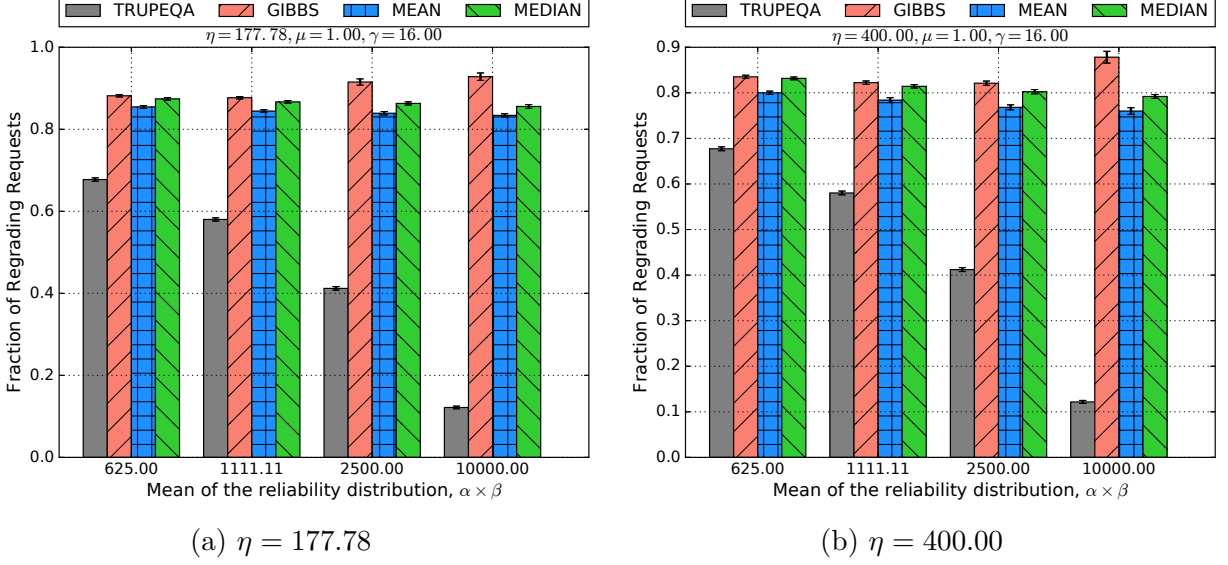 TRUPEQA GIBBS MEAN MEDIAN
η = 177.78, μ = 1.00, γ = 16.00
1.0
0.8
0.6
0.4
0.2
0.0
Fraction of Regrading Requests
625.00 1111.11 2500.00 10000.00
Mean of the reliability distribution, α × β
(a) η = 177.78
TRUPEQA GIBBS MEAN MEDIAN
η = 400.00, μ = 1.00, γ = 16.00
0.9
0.8
0.7
0.6
0.5
0.4
0.3
0.2
0.1
0.0
Fraction of Regrading Requests
625.00 1111.11 2500.00 10000.00
Mean of the reliability distribution, α × β
(b) η = 400.00